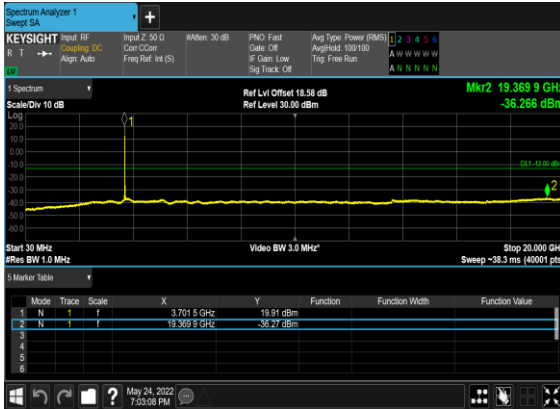 Spectrum Analyzer 1
Swept SA
+
KEYSIGHT Input: RF Input Z: 50 Ω #Atten: 30 dB PNO: Fast Avg Type: Power (RMS) 1 2 3 4 5 6
R T Coupling: DC Corr CCorr Gate: Off Avg|Hold: 100/100 A W W W W W
Align: Auto Freq Ref: Int (S) IF Gain: Low Trig: Free Run
Sig Track: Off A N N N N N
1 Spectrum
Ref Lvl Offset 18.58 dB Mkr2 19.369 9 GHz
Scale/Div 10 dB Ref Level 30.00 dBm -36.266 dBm
Log
20.0
10.0
0.00
-10.0
-20.0
-30.0
-40.0
-50.0
-60.0
1
DL1 -13.00 dBm
2
Start 30 MHz Video BW 3.0 MHz* Stop 20.000 GH
#Res BW 1.0 MHz Sweep ~38.3 ms (40001 pts
5 Marker Table
Mode Trace Scale X Y Function Function Width Function Value
1 N 1 f 3.701 5 GHz 19.91 dBm
2 N 1 f 19.369 9 GHz -36.27 dBm
3
4
5
6
? May 24, 2022
7:03:08 PM